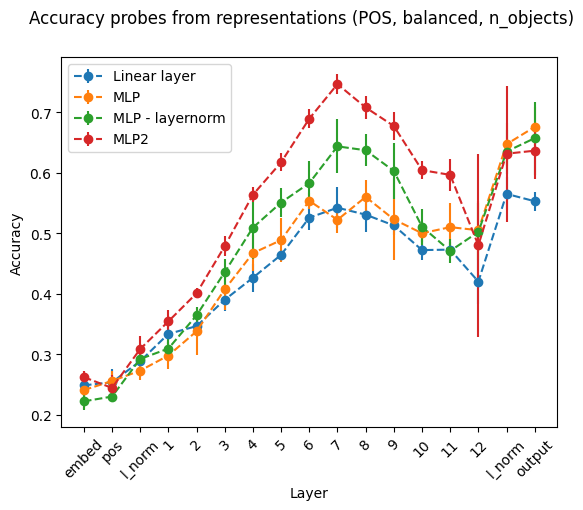 Accuracy probes from representations (POS, balanced, n_objects)
Linear layer
MLP
MLP - layernorm
MLP2
Accuracy
0.7
0.6
0.5
0.4
0.3
0.2
embed
pos
l_norm
1
2
3
4
5
6
7
8
9
10
11
12
l_norm
output
Layer